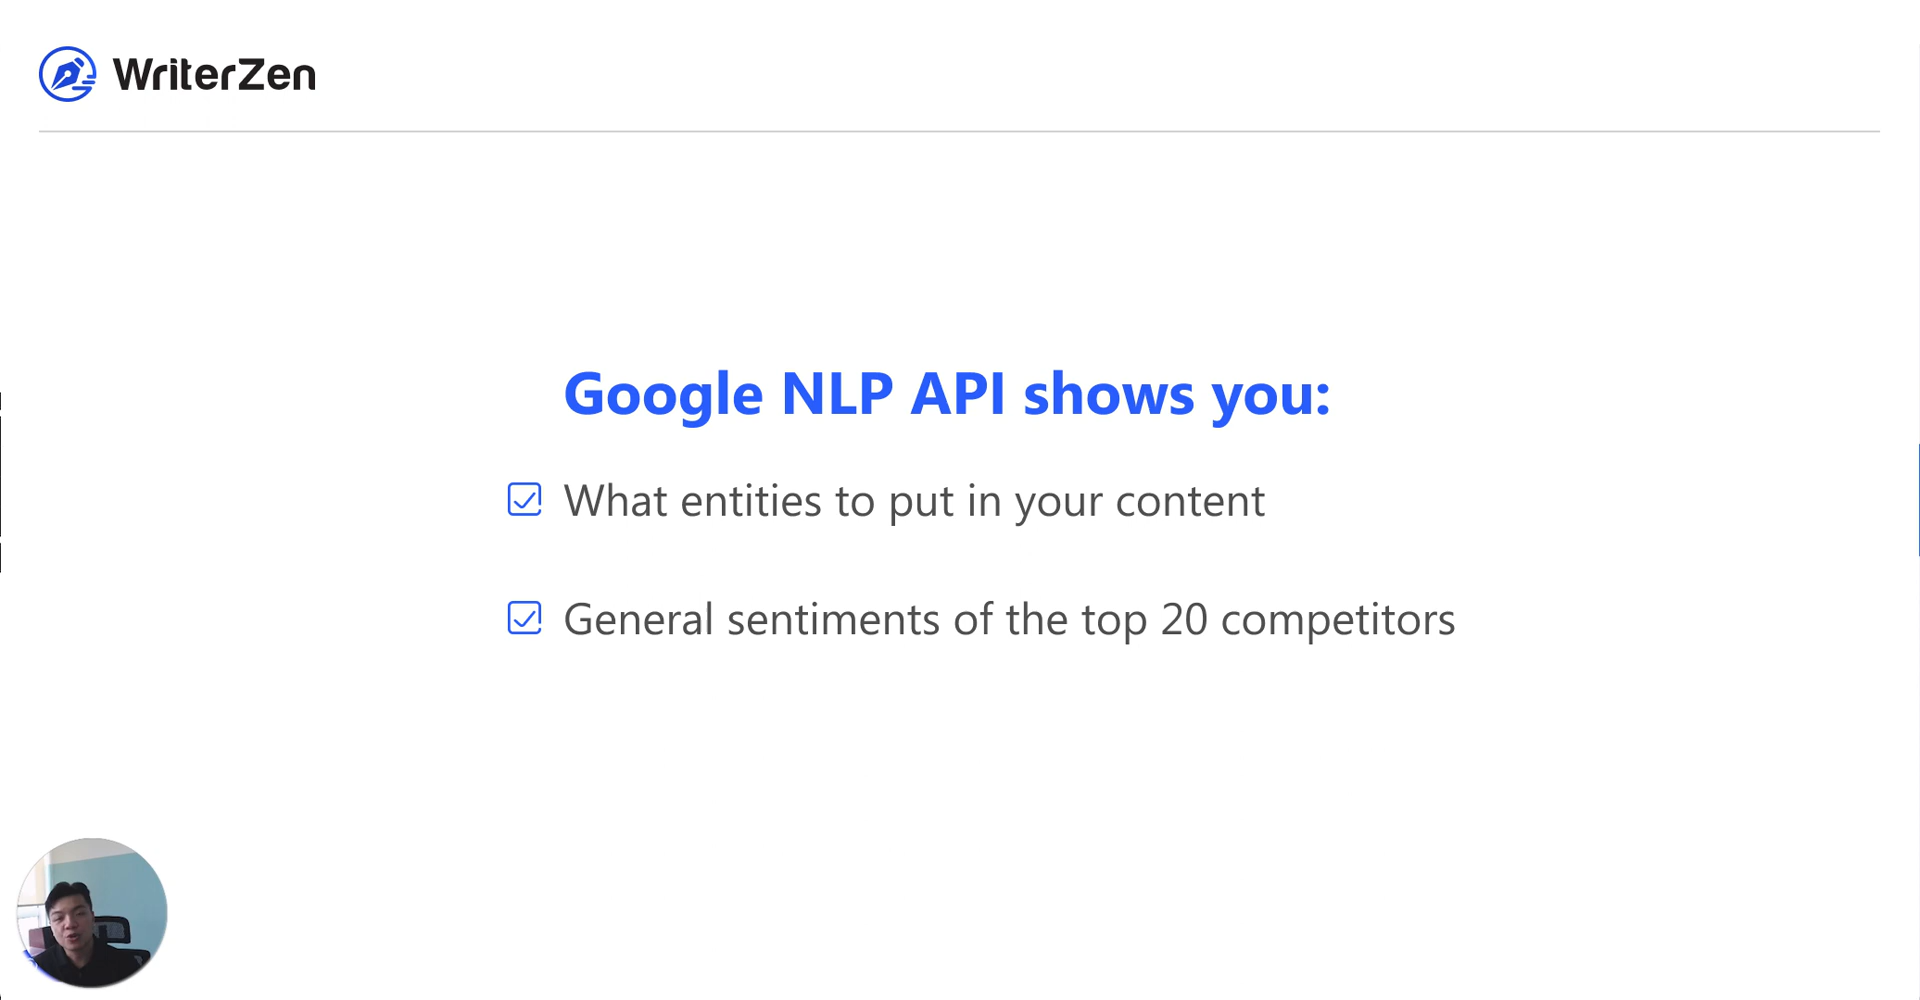 WriterZen
Google NLP API shows you:
What entities to put in your content
General sentiments of the top 20 competitors